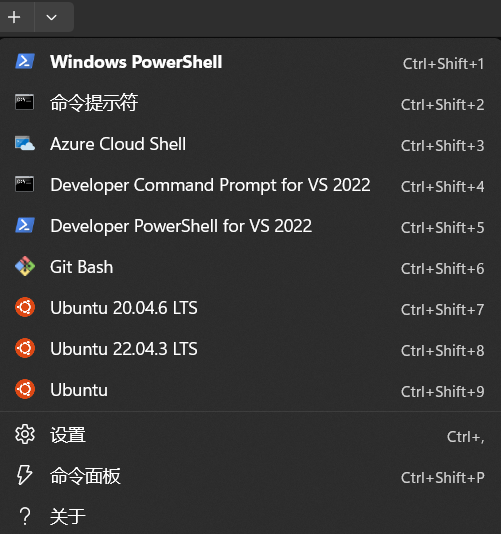 Windows PowerShell Ctrl+Shift+1
命令提示符 Ctrl+Shift+2
Azure Cloud Shell Ctrl+Shift+3
Developer Command Prompt for VS 2022 Ctrl+Shift+4
Developer PowerShell for VS 2022 Ctrl+Shift+5
Git Bash Ctrl+Shift+6
Ubuntu 20.04.6 LTS Ctrl+Shift+7
Ubuntu 22.04.3 LTS Ctrl+Shift+8
Ubuntu Ctrl+Shift+9
设置 Ctrl+,
命令面板 Ctrl+Shift+P
关于